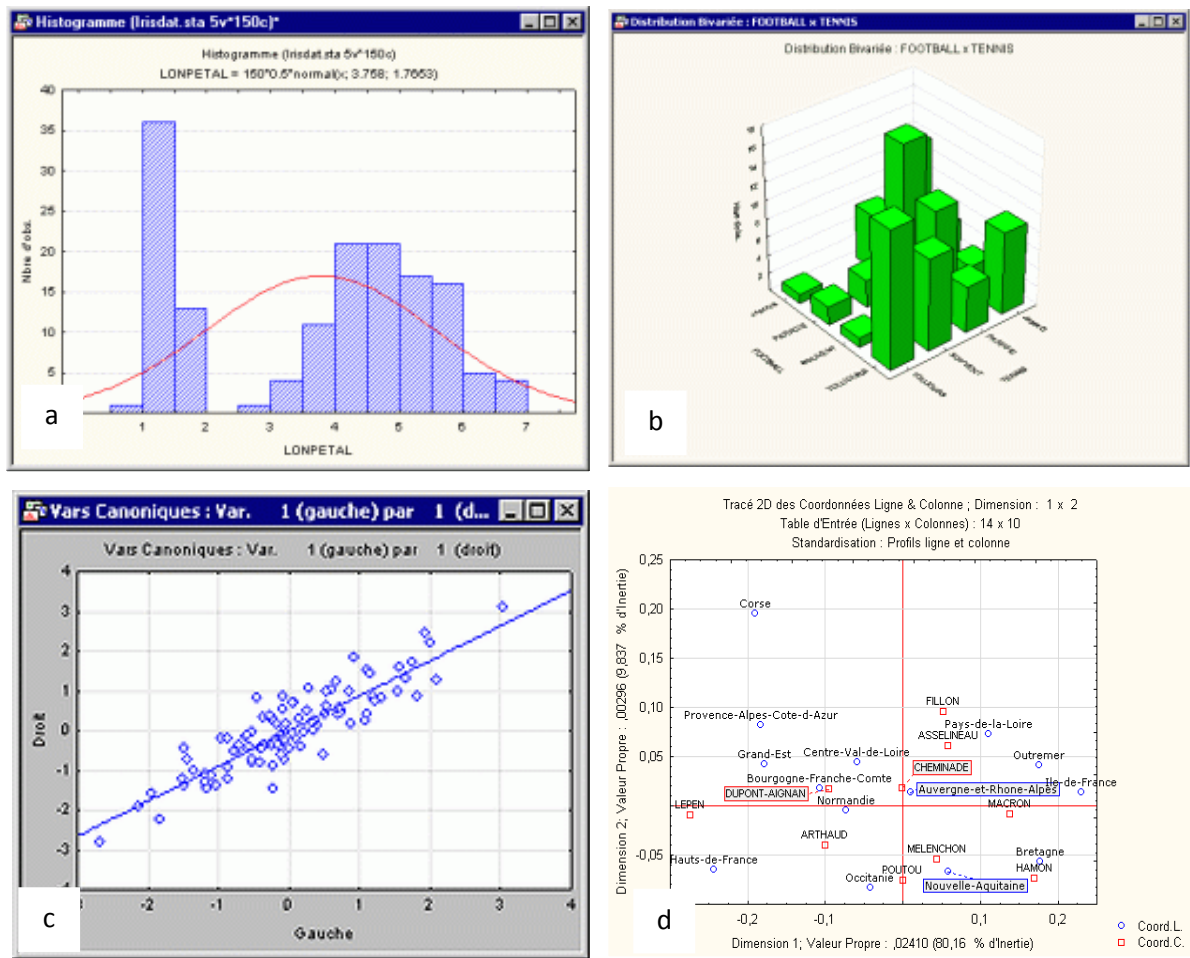 Histogramme (Irisdat.sta 5v*150c)*
Histogramme (Irisdat.sta 5v*150c)
LONPETAL = 150*0.5*normal(x; 3.758; 1.7653)
40
35
30
25
20
15
10
5
Nbre d'obs.
1
2
3
4
5
6
7
LONPETAL
a
Distribution Bivariée : FOOTBALL x TENNIS
Distribution Bivariée : FOOTBALL x TENNIS
FOOTBALL
TENNIS
b
Vars Canoniques : Var. 1 (gauche) par 1 (d...
Vars Canoniques : Var. 1 (gauche) par 1 (droit)
4
3
2
1
0
-1
-2
-3
Droit
-2
-1
0
1
2
3
4
Gauche
c
Tracé 2D des Coordonnées Ligne & Colonne ; Dimension : 1 x 2
Table d'Entrée (Lignes x Colonnes) : 14 x 10
Standardisation : Profils ligne et colonne
0,25
0,20
0,15
0,10
0,05
-0,05
Dimension 2; Valeur Propre : ,00296 (9,837 % d'Inertie)
Corse
FILLON
Provence-Alpes-Cote-d-Azur
Pays-de-la-Loire
ASSELINEAU
Grand-Est
Centre-Val-de-Loire
Outremer
CHEMINADE
Bourgogne-Franche-Comte
Ile-de-France
DUPONT-AIGNAN
Auvergne-et-Rhone-Alpes
Normandie
LEPEN
MACRON
ARTHAUD
MELENCHON
Bretagne
Hauts-de-France
POUTOU
HAMON
Occitanie
Nouvelle-Aquitaine
-0,2
-0,1
0,1
0,2
Dimension 1; Valeur Propre : ,02410 (80,16 % d'Inertie)
Coord.L.
Coord.C.
d